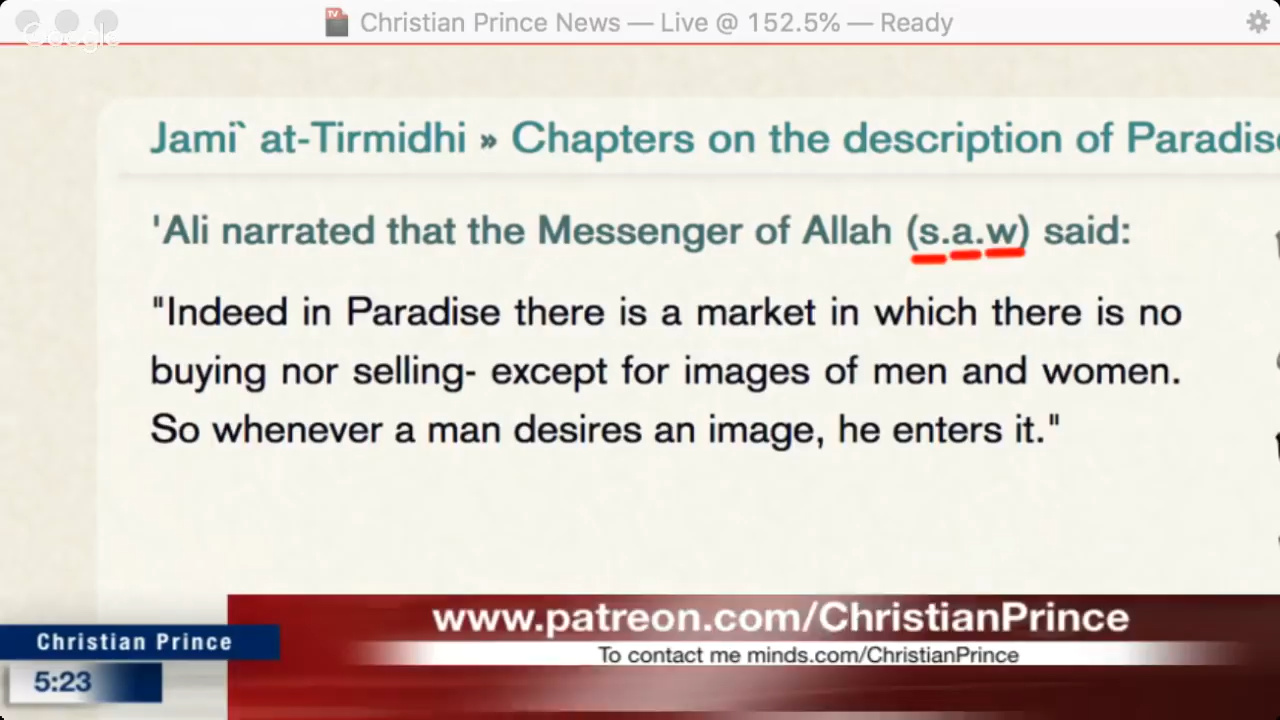 Christian Prince News — Live @ 152.5% — Ready
Google
Jami` at-Tirmidhi » Chapters on the description of Paradis
'Ali narrated that the Messenger of Allah (s.a.w) said:
"Indeed in Paradise there is a market in which there is no
buying nor selling- except for images of men and women.
So whenever a man desires an image, he enters it."
www.patreon.com/ChristianPrince
Christian Prince
To contact me minds.com/ChristianPrince
5:23